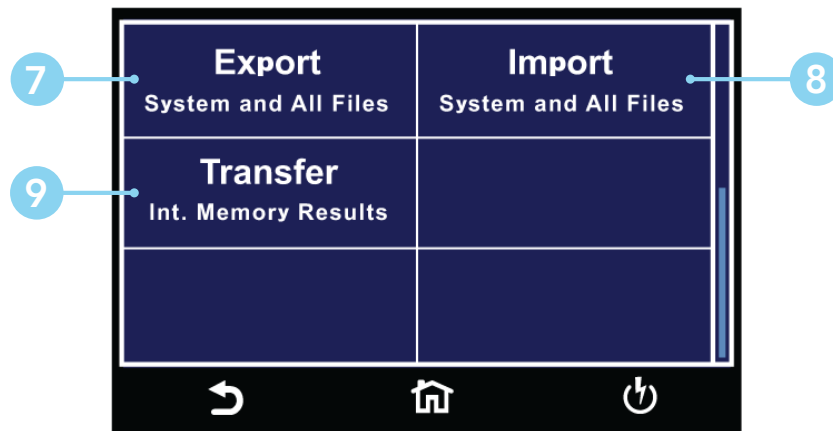 7
Export
System and All Files
Import
System and All Files
8
9
Transfer
Int. Memory Results